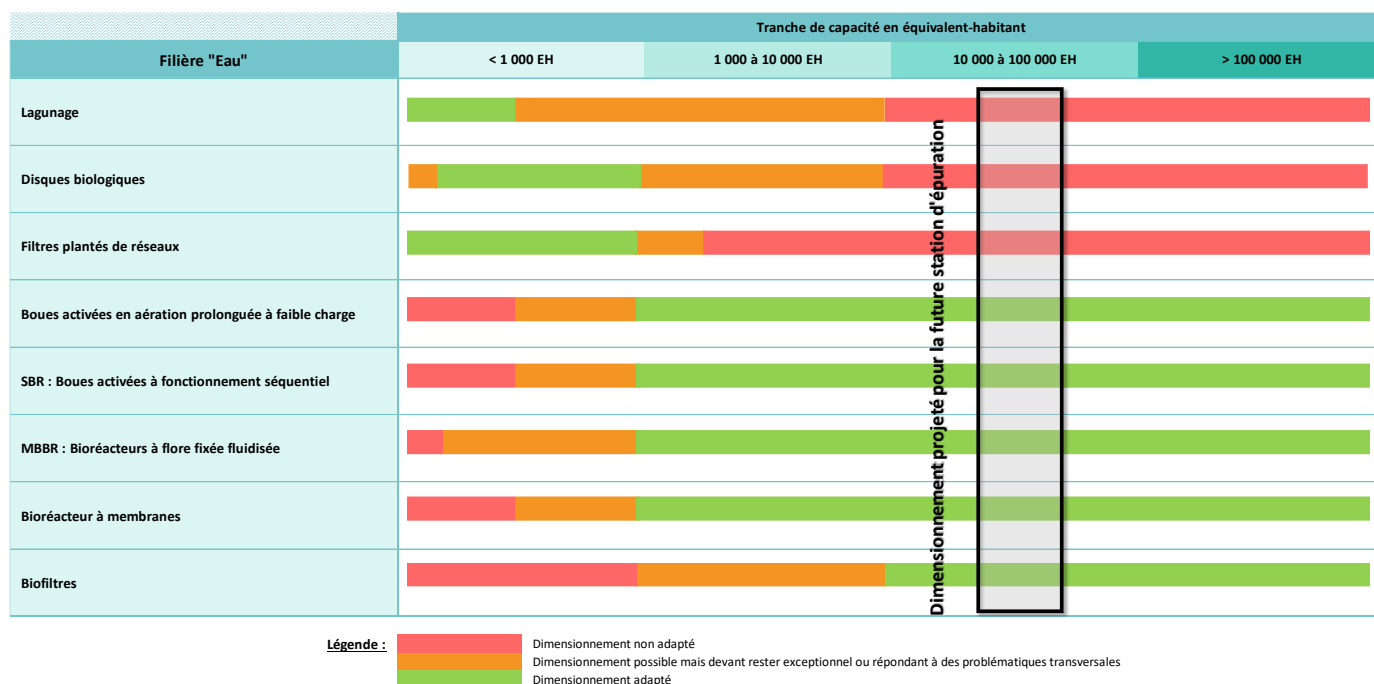 Tranche de capacité en équivalent-habitant
Filière "Eau"
< 1 000 EH
1 000 à 10 000 EH
10 000 à 100 000 EH
> 100 000 EH
Lagunage
Disques biologiques
Filtres plantés de réseaux
Boues activées en aération prolonguée à faible charge
SBR : Boues activées à fonctionnement séquentiel
MBBR : Bioréacteurs à flore fixée fluidisée
Bioréacteur à membranes
Biofiltres
Dimensionnement projeté pour la future station d'épuration
Légende :
Dimensionnement non adapté
Dimensionnement possible mais devant rester exceptionnel ou répondant à des problématiques transversales
Dimensionnement adapté